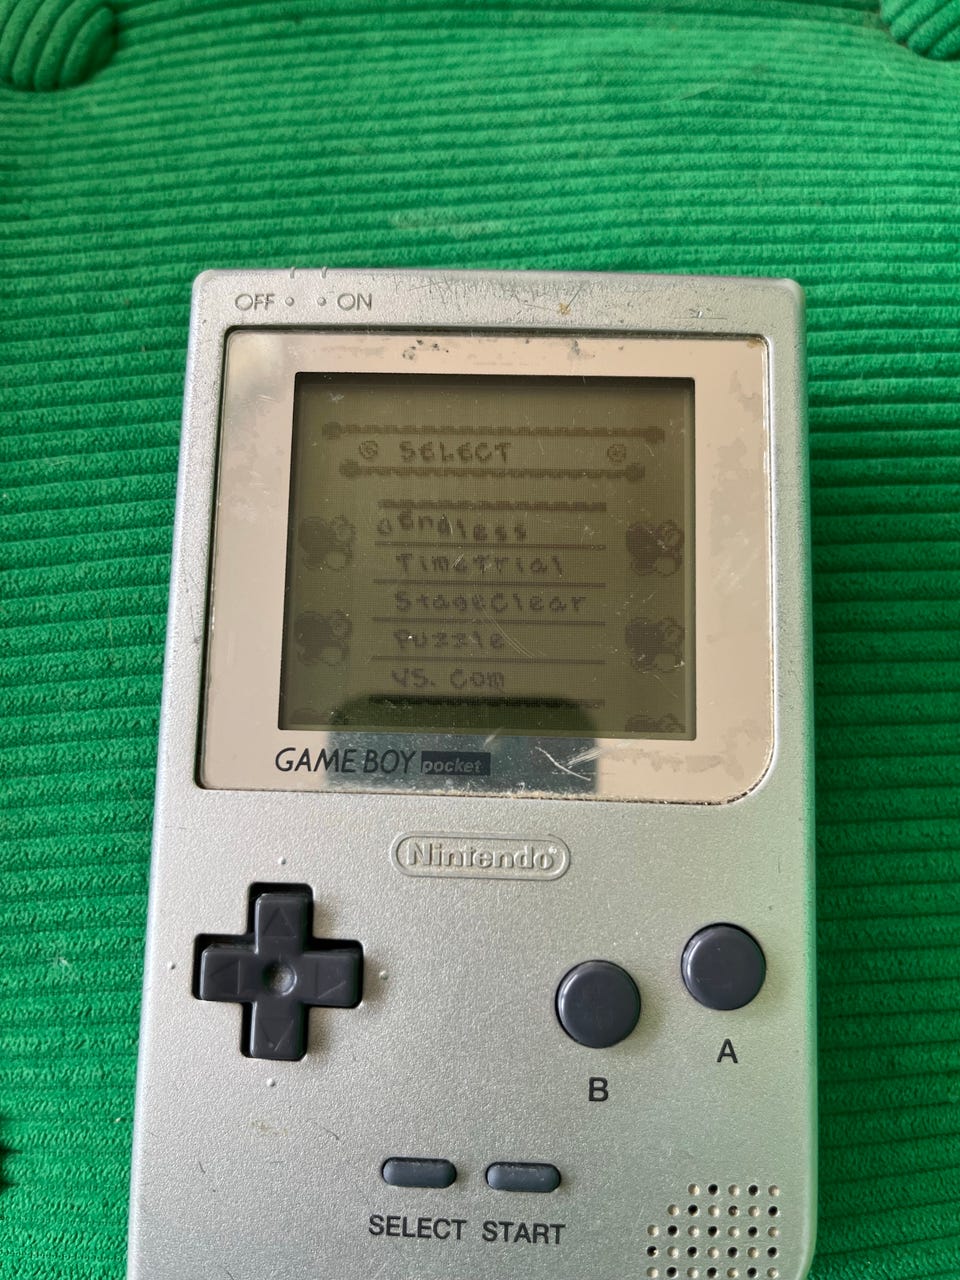 OFF ON
SELECT
Endless
TimeTrial
StageClear
Puzzle
VS. COM
GAME BOY pocket
Nintendo
A
B
SELECT START